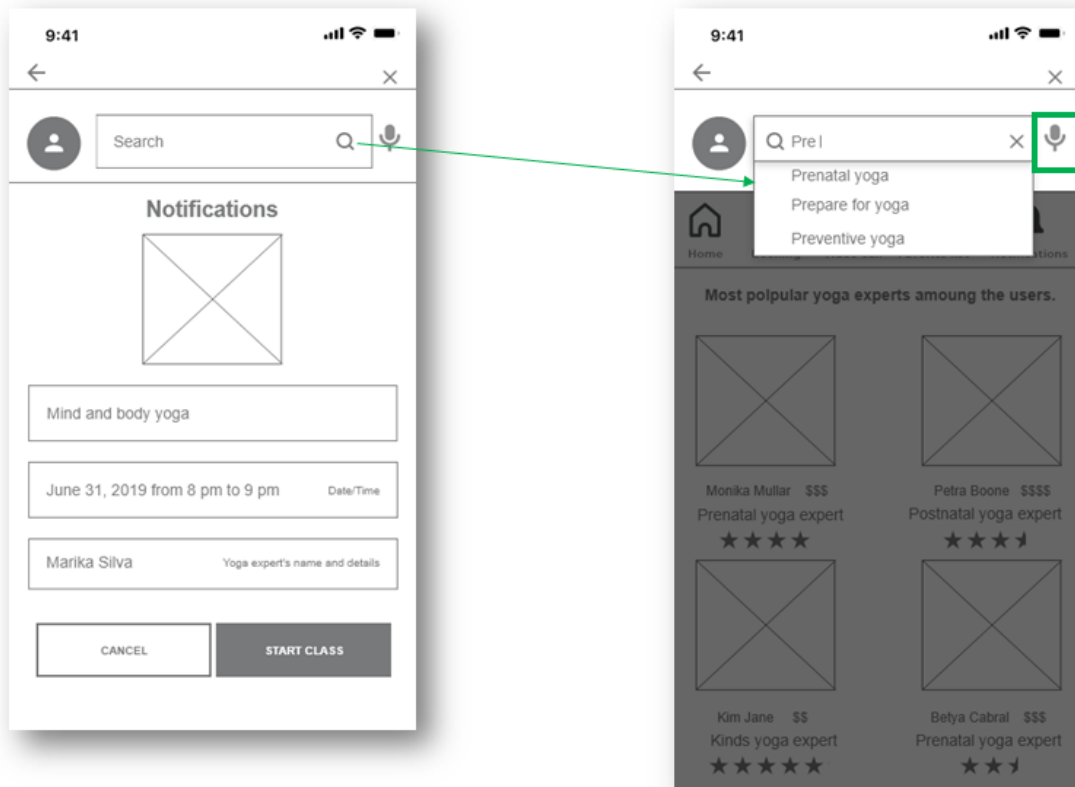 9:41
Search
Notifications
Mind and body yoga
June 31, 2019 from 8 pm to 9 pm Date/Time
Marika Silva Yoga expert's name and details
CANCEL START CLASS
9:41
Pre
Prenatal yoga
Prepare for yoga
Preventive yoga
Home
Most polpular yoga experts amoung the users.
Monika Mullar $$$ Petra Boone $$$$
Prenatal yoga expert Postnatal yoga expert
Kim Jane $$ Betya Cabral $$$
Kinds yoga expert Prenatal yoga expert